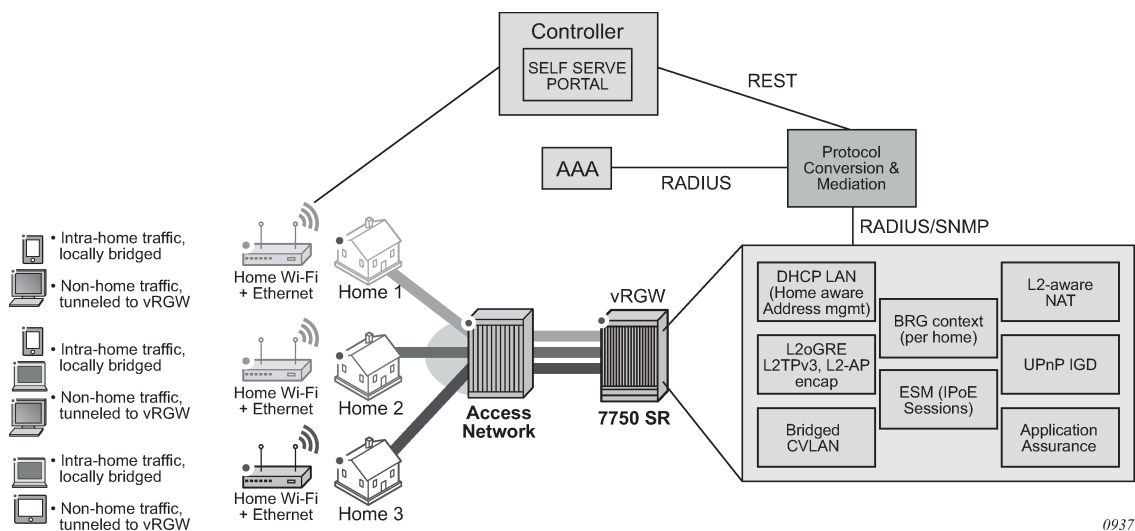 Controller
SELF SERVE
PORTAL
REST
AAA
RADIUS
Protocol
Conversion &
Mediation
RADIUS/SNMP
• Intra-home traffic,
locally bridged
• Non-home traffic,
tunneled to vRGW
Home Wi-Fi
+ Ethernet
Home 1
• Intra-home traffic,
locally bridged
• Non-home traffic,
tunneled to vRGW
Home Wi-Fi
+ Ethernet
Home 2
• Intra-home traffic,
locally bridged
• Non-home traffic,
tunneled to vRGW
Home Wi-Fi
+ Ethernet
Home 3
Access
Network
vRGW
7750 SR
DHCP LAN
(Home aware
Address mgmt)
L2oGRE
L2TPv3, L2-AP
encap
Bridged
CVLAN
BRG context
(per home)
ESM (IPoE
Sessions)
L2-aware
NAT
UPnP IGD
Application
Assurance
0937